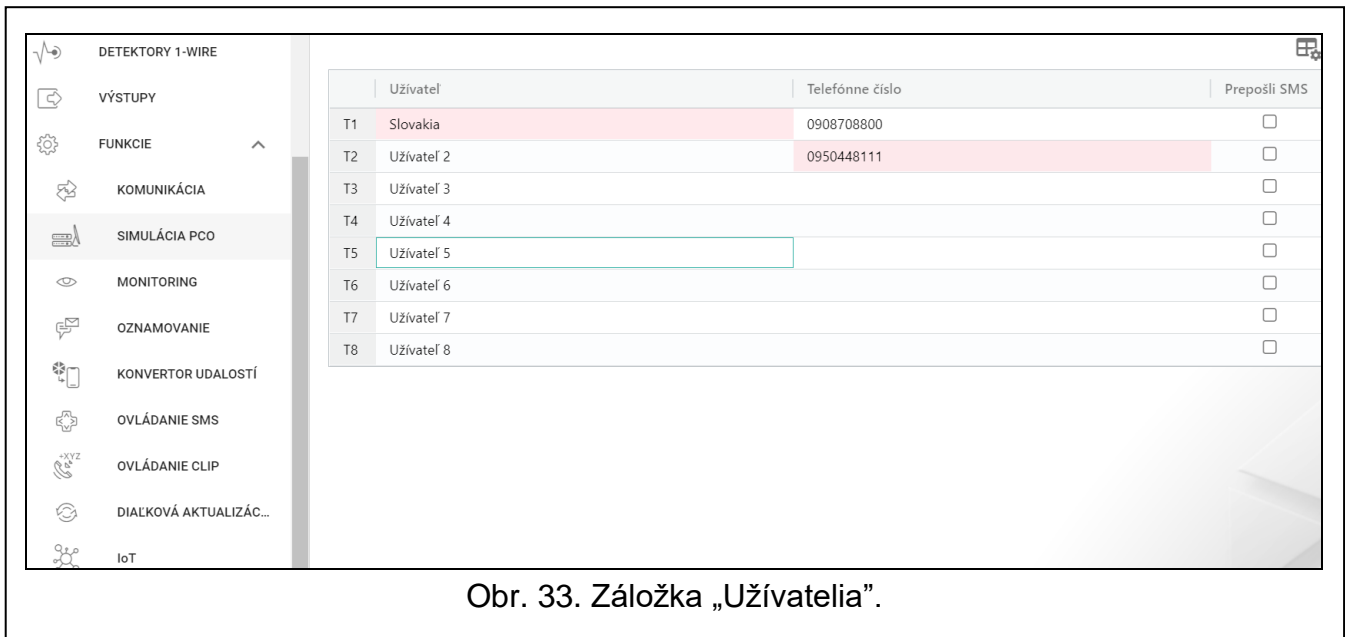 DETEKTORY 1-WIRE
VÝSTUPY
FUNKCIE
KOMUNIKÁCIA
SIMULÁCIA PCO
MONITORING
OZNAMOVANIE
KONVERTOR UDALOSTÍ
OVLÁDANIE SMS
+XYZ
OVLÁDANIE CLIP
DIAĽKOVÁ AKTUALIZÁC...
IoT
Užívateľ Telefónne číslo Prepošli SMS
T1 Slovakia 0908708800
T2 Užívateľ 2 0950448111
T3 Užívateľ 3
T4 Užívateľ 4
T5 Užívateľ 5
T6 Užívateľ 6
T7 Užívateľ 7
T8 Užívateľ 8
Obr. 33. Záložka „Užívatelia”.